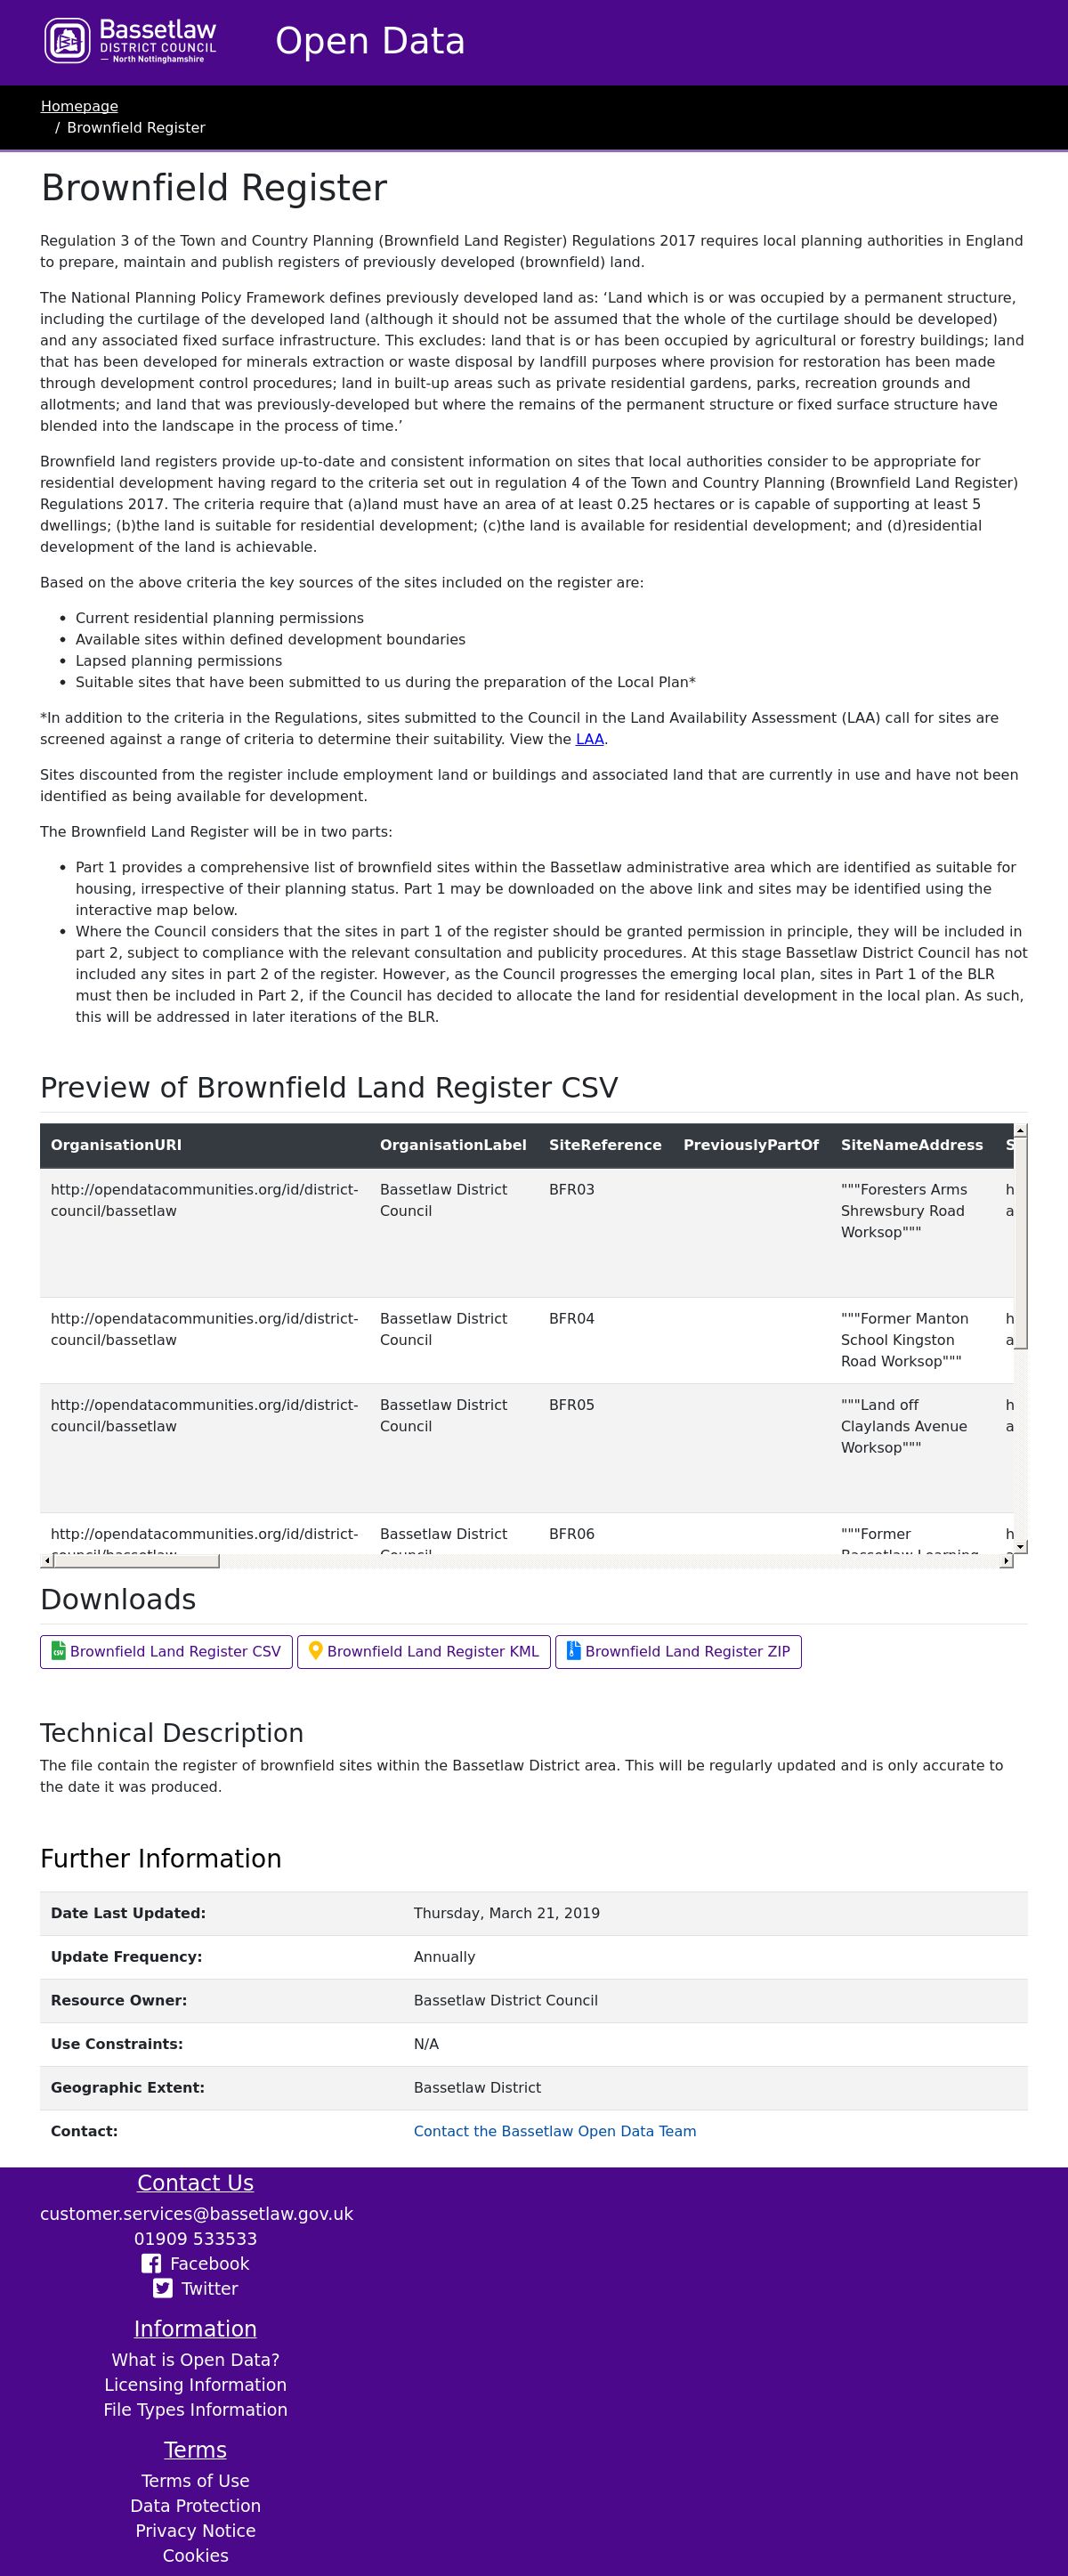 Bassetlaw
DISTRICT COUNCIL
— North Nottinghamshire
Open Data
Homepage
/ Brownfield Register
Brownfield Register
Regulation 3 of the Town and Country Planning (Brownfield Land Register) Regulations 2017 requires local planning authorities in England
to prepare, maintain and publish registers of previously developed (brownfield) land.
The National Planning Policy Framework defines previously developed land as: ‘Land which is or was occupied by a permanent structure,
including the curtilage of the developed land (although it should not be assumed that the whole of the curtilage should be developed)
and any associated fixed surface infrastructure. This excludes: land that is or has been occupied by agricultural or forestry buildings; land
that has been developed for minerals extraction or waste disposal by landfill purposes where provision for restoration has been made
through development control procedures; land in built-up areas such as private residential gardens, parks, recreation grounds and
allotments; and land that was previously-developed but where the remains of the permanent structure or fixed surface structure have
blended into the landscape in the process of time.’
Brownfield land registers provide up-to-date and consistent information on sites that local authorities consider to be appropriate for
residential development having regard to the criteria set out in regulation 4 of the Town and Country Planning (Brownfield Land Register)
Regulations 2017. The criteria require that (a)land must have an area of at least 0.25 hectares or is capable of supporting at least 5
dwellings; (b)the land is suitable for residential development; (c)the land is available for residential development; and (d)residential
development of the land is achievable.
Based on the above criteria the key sources of the sites included on the register are:
• Current residential planning permissions
• Available sites within defined development boundaries
• Lapsed planning permissions
• Suitable sites that have been submitted to us during the preparation of the Local Plan*
*In addition to the criteria in the Regulations, sites submitted to the Council in the Land Availability Assessment (LAA) call for sites are
screened against a range of criteria to determine their suitability. View the LAA.
Sites discounted from the register include employment land or buildings and associated land that are currently in use and have not been
identified as being available for development.
The Brownfield Land Register will be in two parts:
• Part 1 provides a comprehensive list of brownfield sites within the Bassetlaw administrative area which are identified as suitable for
housing, irrespective of their planning status. Part 1 may be downloaded on the above link and sites may be identified using the
interactive map below.
• Where the Council considers that the sites in part 1 of the register should be granted permission in principle, they will be included in
part 2, subject to compliance with the relevant consultation and publicity procedures. At this stage Bassetlaw District Council has not
included any sites in part 2 of the register. However, as the Council progresses the emerging local plan, sites in Part 1 of the BLR
must then be included in Part 2, if the Council has decided to allocate the land for residential development in the local plan. As such,
this will be addressed in later iterations of the BLR.
Preview of Brownfield Land Register CSV
OrganisationURI OrganisationLabel SiteReference PreviouslyPartOf SiteNameAddress S
http://opendatacommunities.org/id/district- Bassetlaw District BFR03 """Foresters Arms h
council/bassetlaw Council Shrewsbury Road a
Worksop"""
http://opendatacommunities.org/id/district- Bassetlaw District BFR04 """Former Manton h
council/bassetlaw Council School Kingston a
Road Worksop"""
http://opendatacommunities.org/id/district- Bassetlaw District BFR05 """Land off h
council/bassetlaw Council Claylands Avenue a
Worksop"""
http://opendatacommunities.org/id/district- Bassetlaw District BFR06 """Former h
council/bassetlaw Council Bassetlaw Learning
Downloads
Brownfield Land Register CSV Brownfield Land Register KML Brownfield Land Register ZIP
Technical Description
The file contain the register of brownfield sites within the Bassetlaw District area. This will be regularly updated and is only accurate to
the date it was produced.
Further Information
Date Last Updated: Thursday, March 21, 2019
Update Frequency: Annually
Resource Owner: Bassetlaw District Council
Use Constraints: N/A
Geographic Extent: Bassetlaw District
Contact: Contact the Bassetlaw Open Data Team
Contact Us
customer.services@bassetlaw.gov.uk
01909 533533
Facebook
Twitter
Information
What is Open Data?
Licensing Information
File Types Information
Terms
Terms of Use
Data Protection
Privacy Notice
Cookies